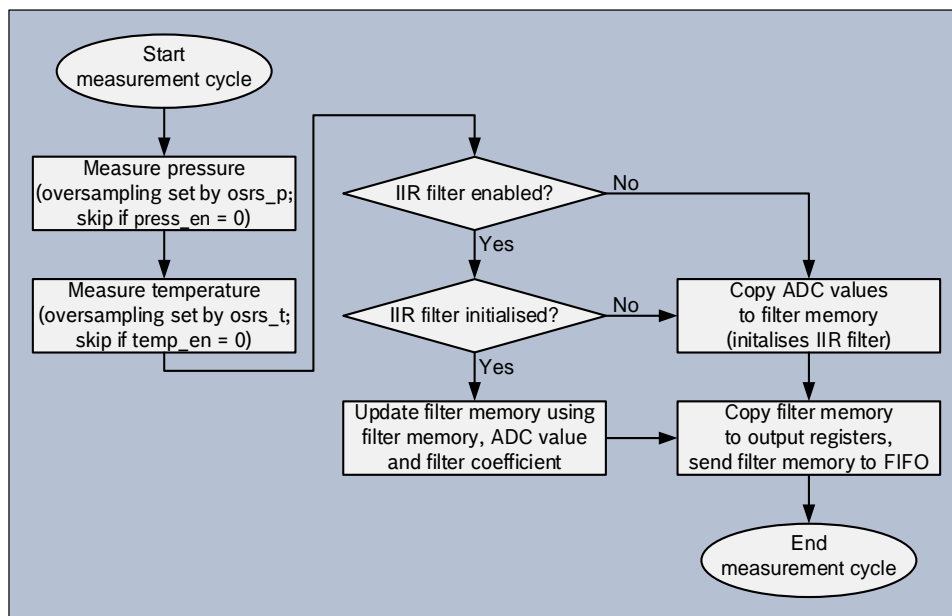 Start
measurement cycle
Measure pressure
(oversampling set by osrs_p;
skip if press_en = 0)
Measure temperature
(oversampling set by osrs_t;
skip if temp_en = 0)
IIR filter enabled?
No
Yes
IIR filter initialised?
No
Yes
Copy ADC values
to filter memory
(initalises IIR filter)
Update filter memory using
filter memory, ADC value
and filter coefficient
Copy filter memory
to output registers,
send filter memory to FIFO
End
measurement cycle